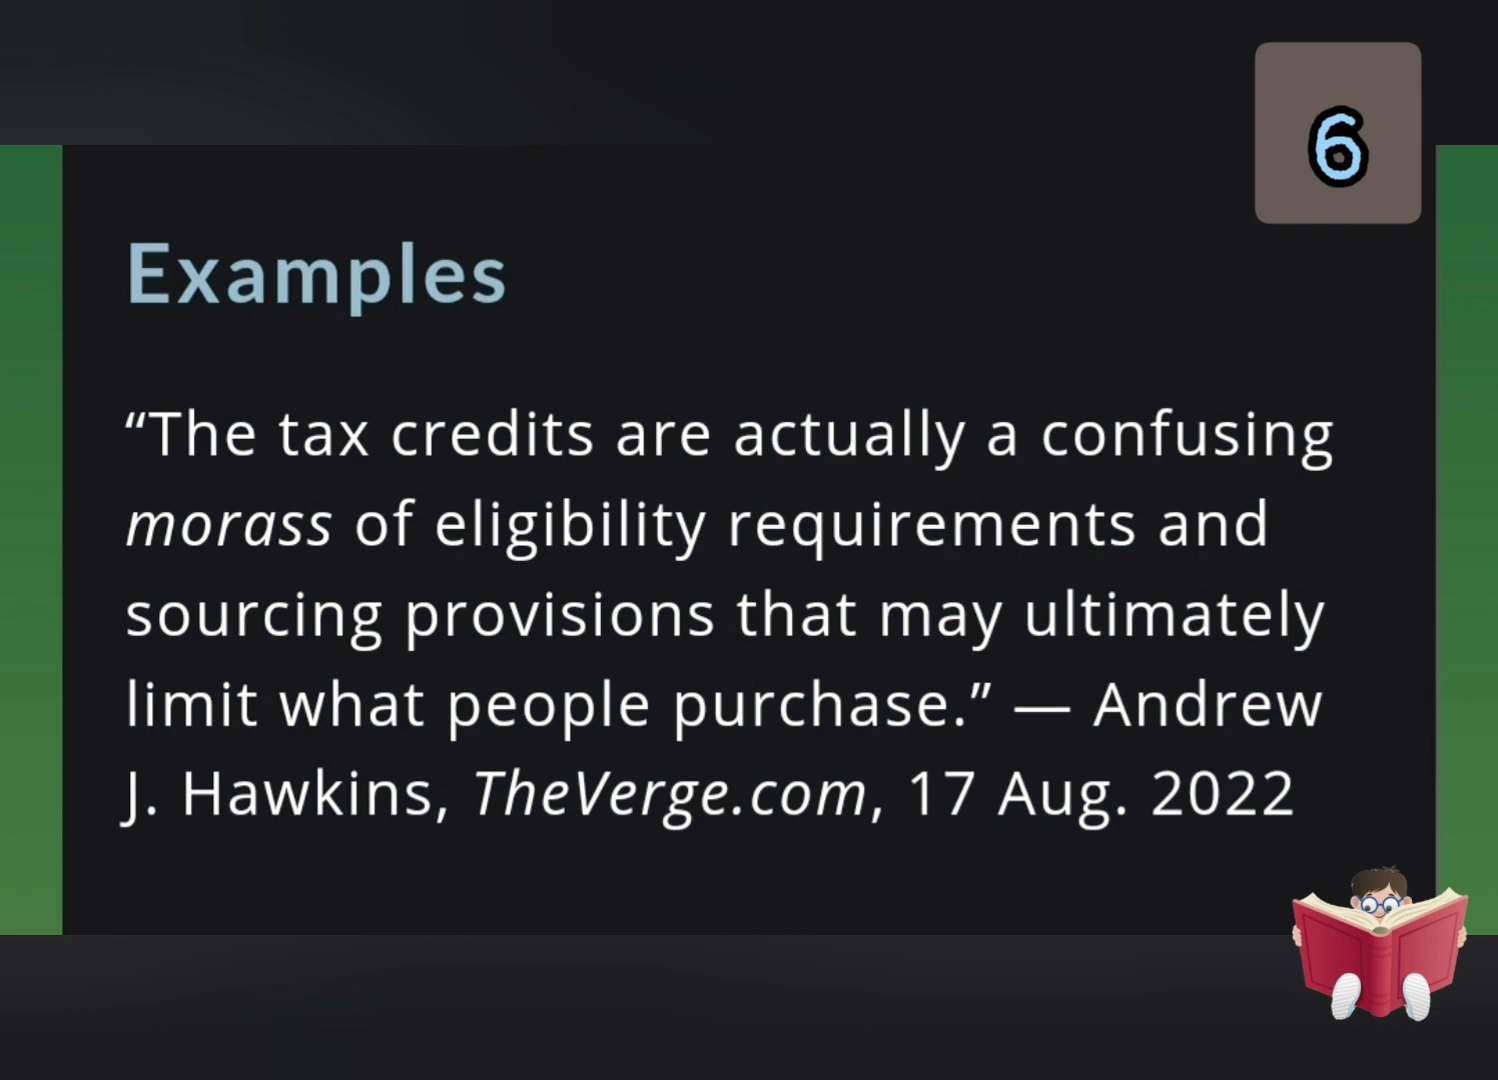 6
Examples
“The tax credits are actually a confusing
morass of eligibility requirements and
sourcing provisions that may ultimately
limit what people purchase.” — Andrew
J. Hawkins, TheVerge.com, 17 Aug. 2022